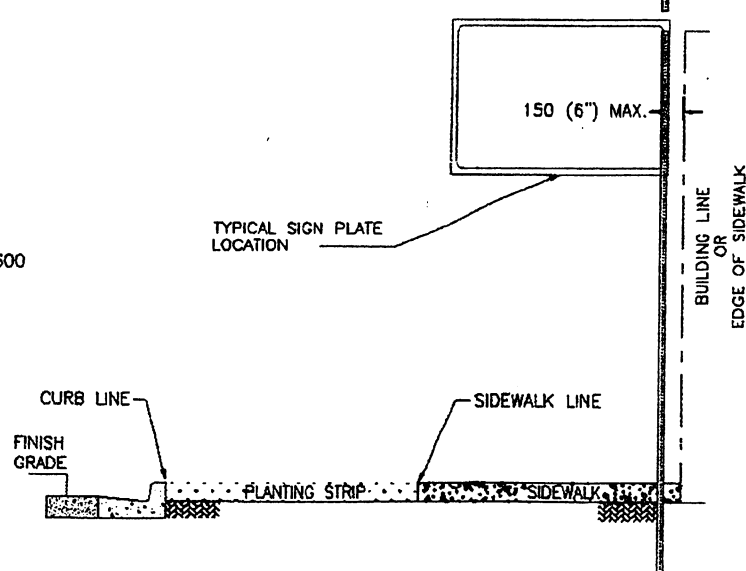 150 (6") MAX.
TYPICAL SIGN PLATE
LOCATION
BUILDING LINE
OR
EDGE OF SIDEWALK
600
CURB LINE
SIDEWALK LINE
FINISH
GRADE
PLANTING STRIP
SIDEWALK